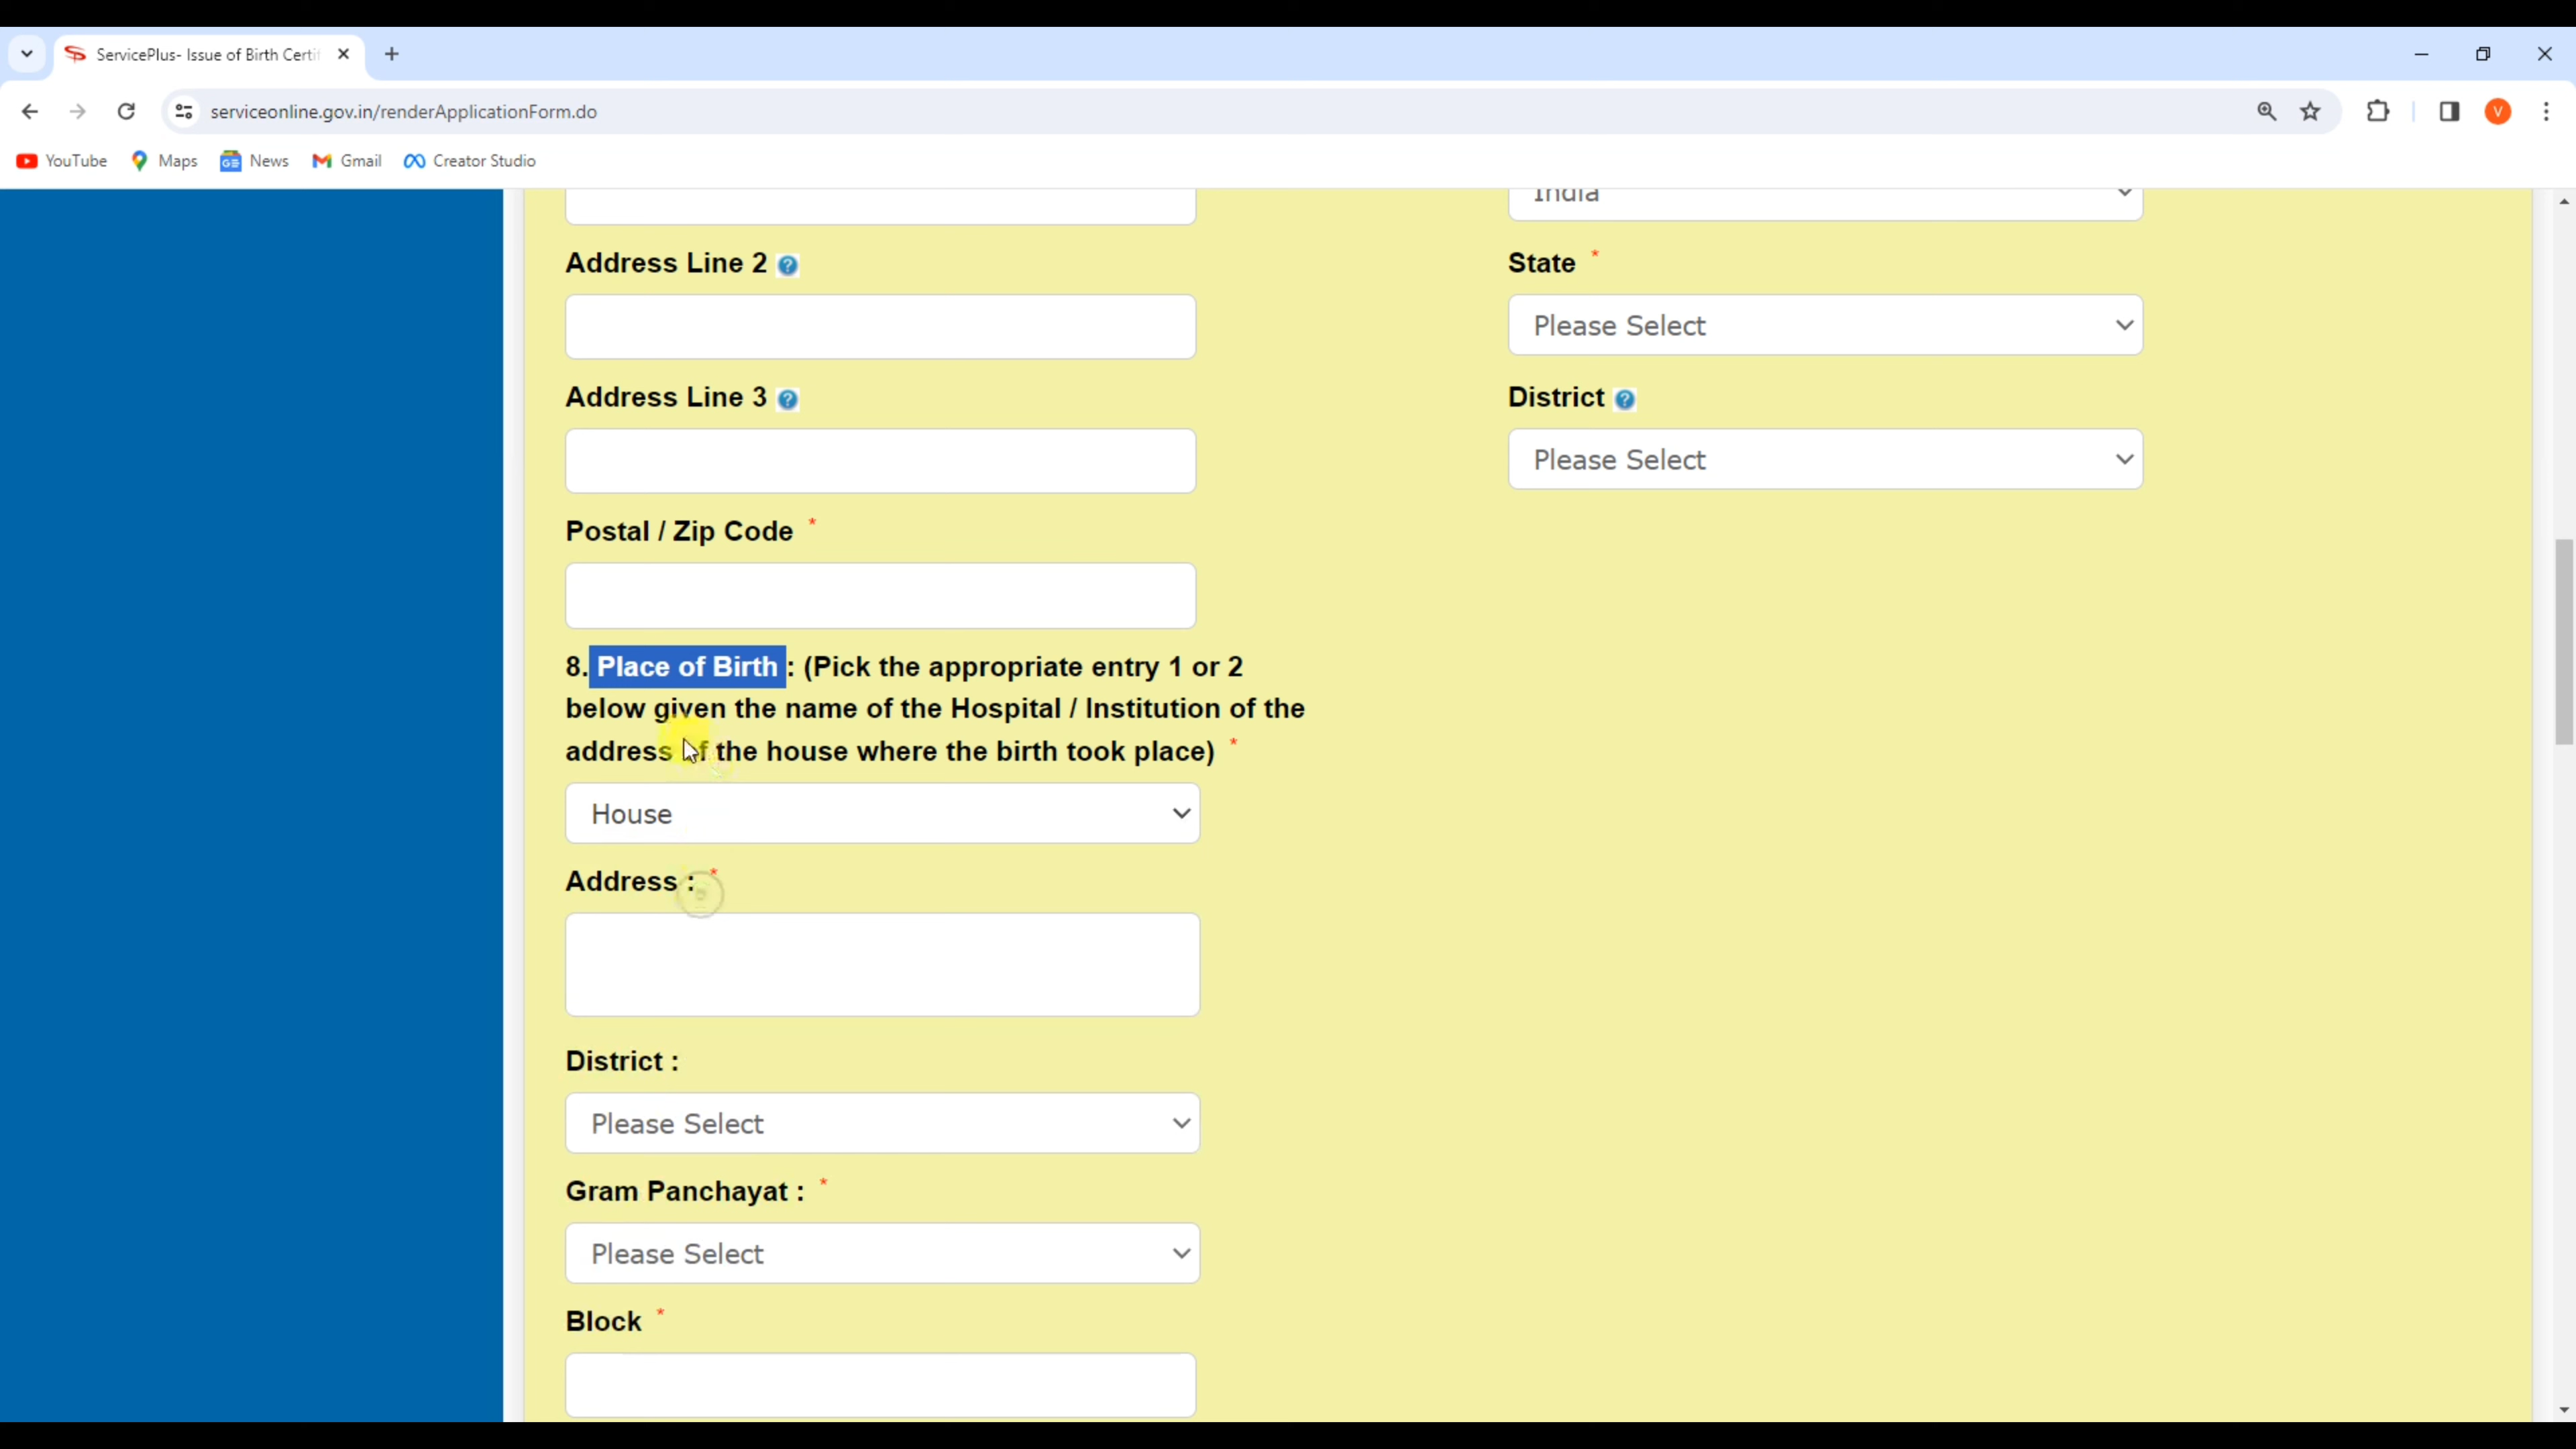 ServicePlus- Issue of Birth Certif
serviceonline.gov.in/renderApplicationForm.do
V
YouTube
Maps
News
Gmail
Creator Studio
India
Address Line 2 ?
State *
Please Select
Address Line 3 ?
District ?
Please Select
Postal / Zip Code *
8. Place of Birth : (Pick the appropriate entry 1 or 2
below given the name of the Hospital / Institution of the
address of the house where the birth took place) *
House
Address : *
District :
Please Select
Gram Panchayat : *
Please Select
Block *